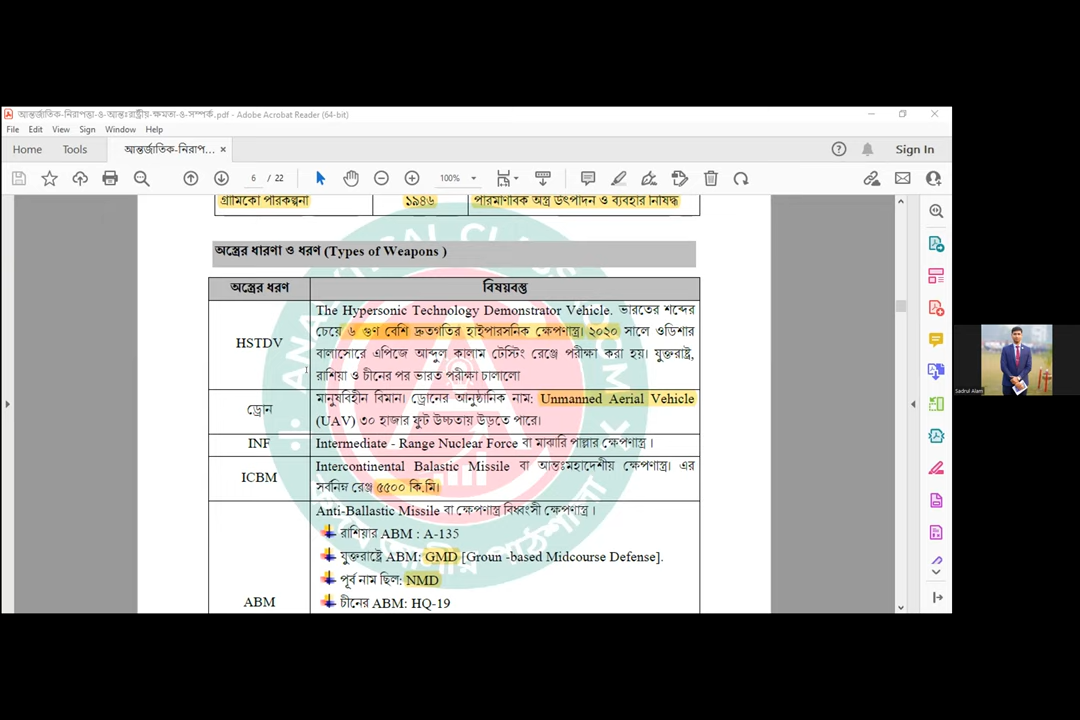 আন্তর্জাতিক-নিরাপত্তা-ও-আন্তঃরাষ্ট্রীয়-ক্ষমতা-ও-সম্পর্ক.pdf - Adobe Acrobat Reader (64-bit)
File Edit View Sign Window Help
Home Tools আন্তর্জাতিক-নিরাপ... × Sign In
6 / 22 100%
গ্রামিকো পরিকল্পনা ১৯৪৬ পারমাণবিক অস্ত্র উৎপাদন ও ব্যবহার নিষিদ্ধ
অস্ত্রের ধারণা ও ধরণ (Types of Weapons )
অস্ত্রের ধরণ বিষয়বস্তু
HSTDV
The Hypersonic Technology Demonstrator Vehicle. ভারতের শব্দের
চেয়ে ৬ গুণ বেশি দ্রুতগতির হাইপারসনিক ক্ষেপণাস্ত্র। ২০২০ সালে ওডিশার
বালাসোরে এপিজে আব্দুল কালাম টেস্টিং রেঞ্জে পরীক্ষা করা হয়। যুক্তরাষ্ট্র,
রাশিয়া ও চীনের পর ভারত পরীক্ষা চালালো
ড্রোন
মানুষবিহীন বিমান। ড্রোনের আনুষ্ঠানিক নাম: Unmanned Aerial Vehicle
(UAV) ৩০ হাজার ফুট উচ্চতায় উড়তে পারে।
INF Intermediate - Range Nuclear Force বা মাঝারি পাল্লার ক্ষেপণাস্ত্র।
ICBM
Intercontinental Balastic Missile বা আন্তঃমহাদেশীয় ক্ষেপণাস্ত্র। এর
সর্বনিম্ন রেঞ্জ ৫৫০০ কি.মি।
ABM
Anti-Ballastic Missile বা ক্ষেপণাস্ত্র বিধ্বংসী ক্ষেপণাস্ত্র।
রাশিয়ার ABM : A-135
যুক্তরাষ্ট্রে ABM: GMD [Groun -based Midcourse Defense].
পূর্ব নাম ছিল: NMD
চীনের ABM: HQ-19
Sadrul Alam